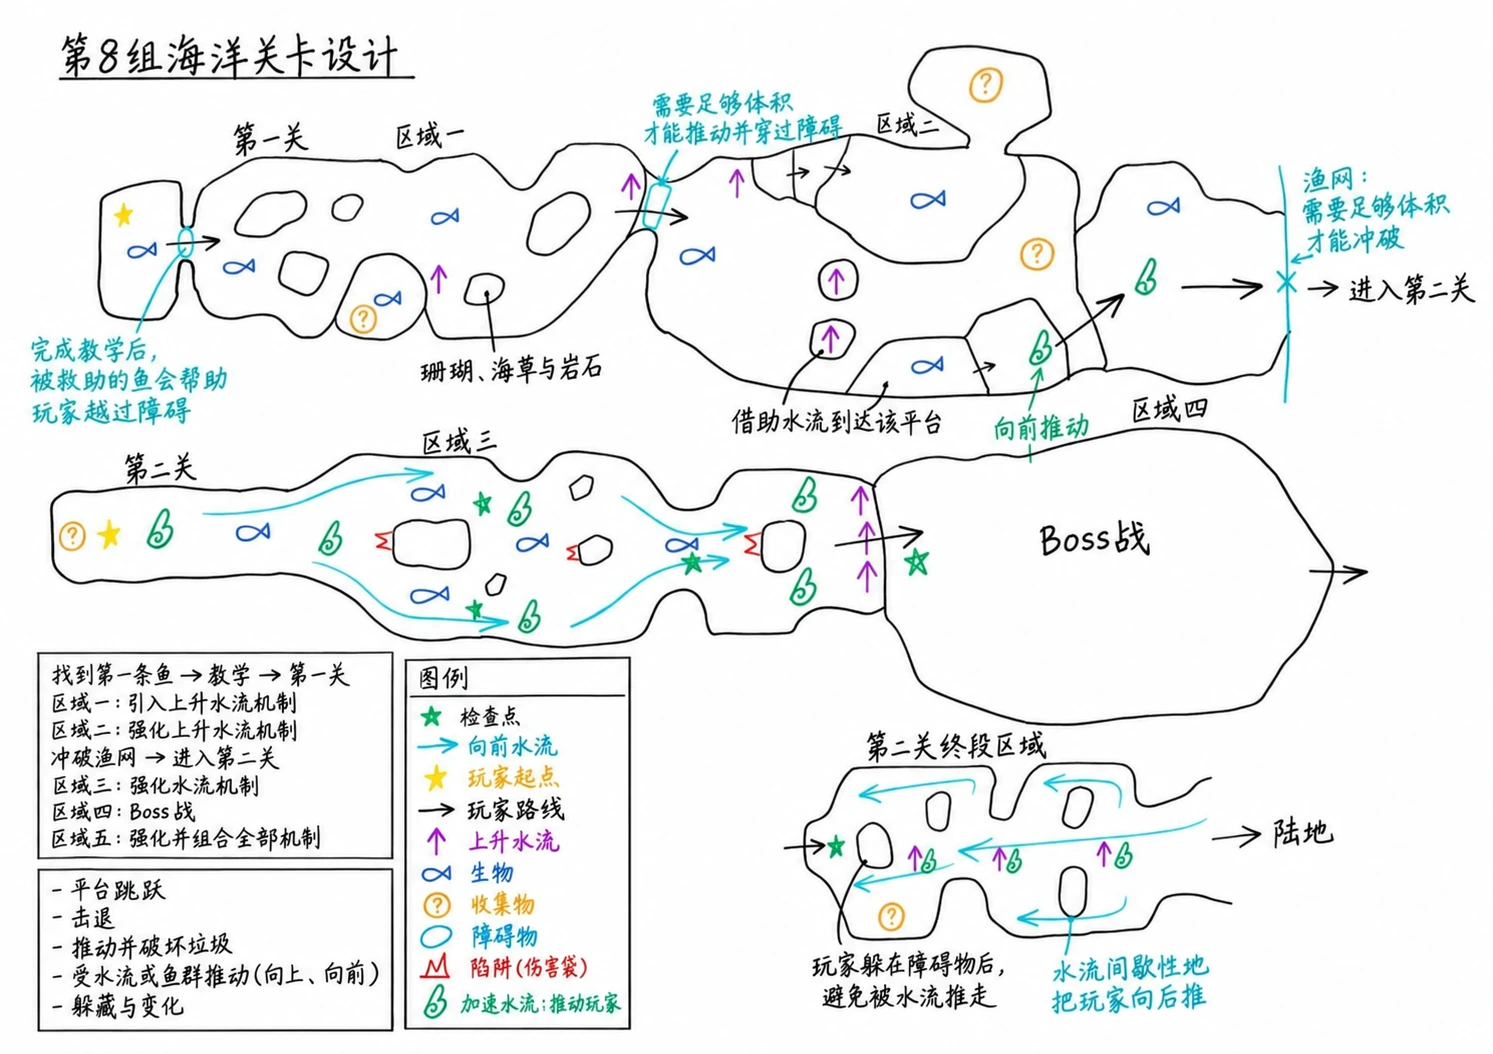 第8组海洋关卡设计
第一关
区域一
需要足够体积
才能推动并穿过障碍
区域二
渔网：
需要足够体积
才能冲破
进入第二关
完成教学后，
被救助的鱼会帮助
玩家越过障碍
珊瑚、海草与岩石
借助水流到达该平台
向前推动
第二关
区域三
区域四
Boss战
找到第一条鱼→教学→第一关
区域一：引入上升水流机制
区域二：强化上升水流机制
冲破渔网→进入第二关
区域三：强化水流机制
区域四：Boss战
区域五：强化并组合全部机制
- 平台跳跃
- 击退
- 推动并破坏垃圾
- 受水流或鱼群推动(向上、向前)
- 躲藏与变化
图例
检查点
向前水流
玩家起点
玩家路线
上升水流
生物
? 收集物
障碍物
陷阱(伤害袋)
加速水流：推动玩家
第二关终段区域
陆地
玩家躲在障碍物后，
避免被水流推走
水流间歇性地
把玩家向后推